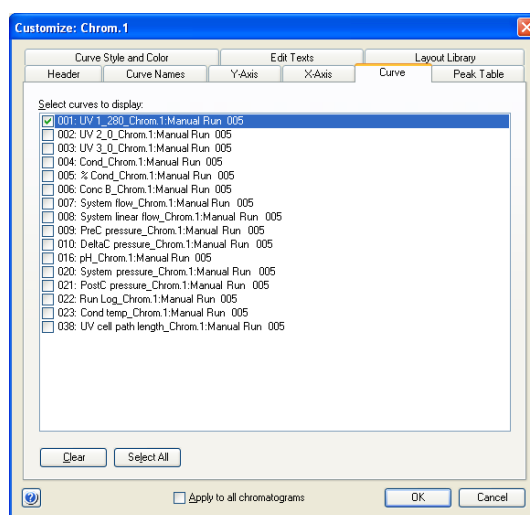 Customize: Chrom.1
Curve Style and Color Edit Texts Layout Library
Header Curve Names Y-Axis X-Axis Curve Peak Table
Select curves to display:
001: UV 1_280_Chrom.1:Manual Run 005
002: UV 2_0_Chrom.1:Manual Run 005
003: UV 3_0_Chrom.1:Manual Run 005
004: Cond_Chrom.1:Manual Run 005
005: % Cond_Chrom.1:Manual Run 005
006: Conc B_Chrom.1:Manual Run 005
007: System flow_Chrom.1:Manual Run 005
008: System linear flow_Chrom.1:Manual Run 005
009: PreC pressure_Chrom.1:Manual Run 005
010: DeltaC pressure_Chrom.1:Manual Run 005
016: pH_Chrom.1:Manual Run 005
020: System pressure_Chrom.1:Manual Run 005
021: PostC pressure_Chrom.1:Manual Run 005
022: Run Log_Chrom.1:Manual Run 005
023: Cond temp_Chrom.1:Manual Run 005
038: UV cell path length_Chrom.1:Manual Run 005
Clear Select All
? Apply to all chromatograms OK Cancel